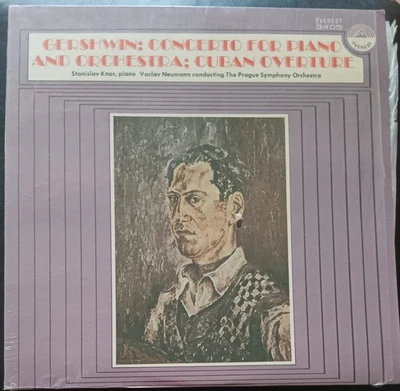 EVEREST
3405
EVEREST
GERSHWIN: CONCERTO FOR PIANO
AND ORCHESTRA; CUBAN OVERTURE
Stanislav Knor, piano Vaclav Neumann conducting The Prague Symphony Orchestra